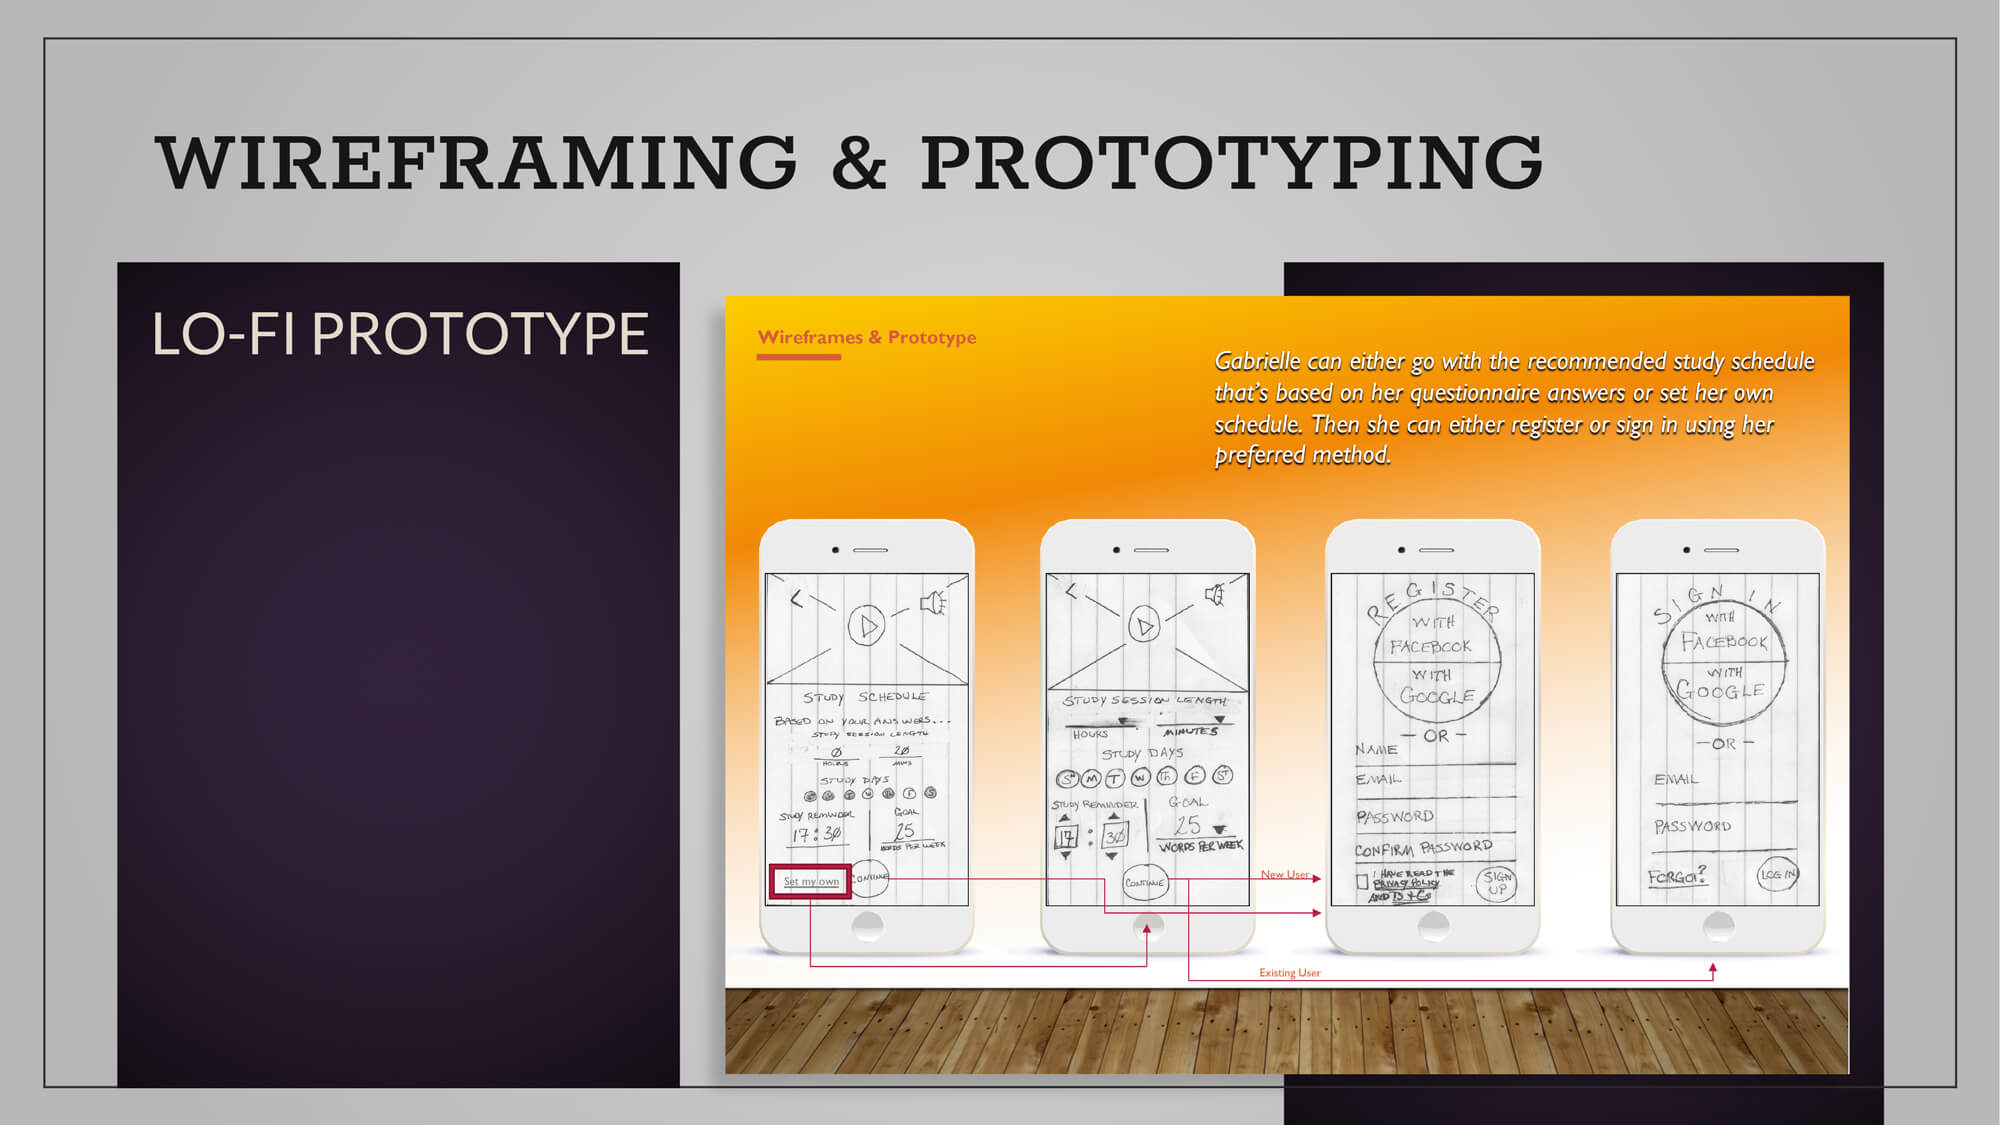 WIREFRAMING & PROTOTYPING
LO-FI PROTOTYPE
Wireframes & Prototype
Gabrielle can either go with the recommended study schedule
that's based on her questionnaire answers or set her own
schedule. Then she can either register or sign in using her
preferred method.
STUDY SCHEDULE
BASED ON YOUR ANSWERS...
STUDY SESSION LENGTH
0 20
HOURS MINS
STUDY DAYS
S M T W Th F S
STUDY REMINDER GOAL
17:30 25
WORDS PER WEEK
Set my own CONTINUE
STUDY SESSION LENGTH
HOURS MINUTES
STUDY DAYS
Sn M T W Th F ST
STUDY REMINDER GOAL
17 : 30 25
WORDS PER WEEK
CONTINUE
New User
Existing User
REGISTER
WITH
FACEBOOK
WITH
GOOGLE
- OR -
NAME
EMAIL
PASSWORD
CONFIRM PASSWORD
I HAVE READ THE
PRIVACY POLICY
AND TS + Cs
SIGN
UP
SIGN IN
WITH
FACEBOOK
WITH
GOOGLE
- OR -
EMAIL
PASSWORD
FORGOT? LOG IN